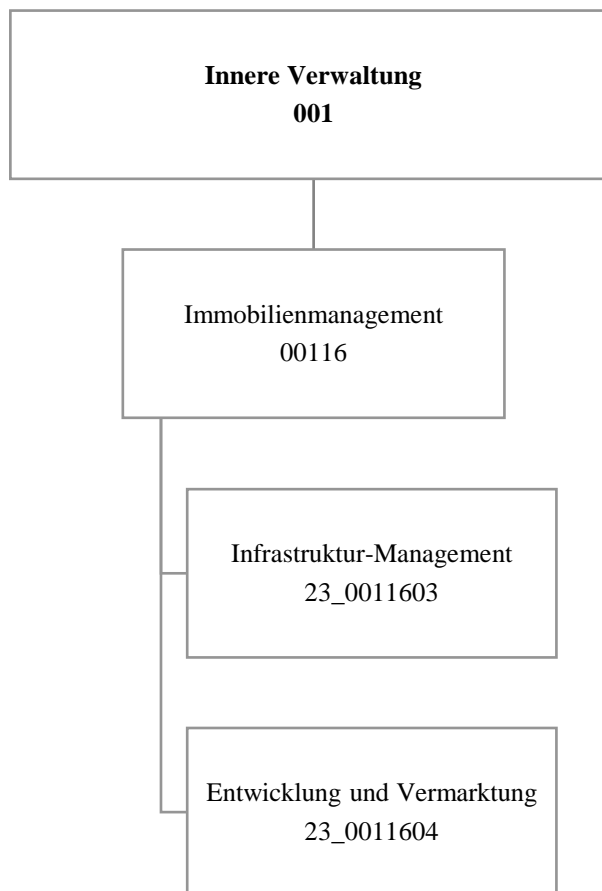 Innere Verwaltung
001
Immobilienmanagement
00116
Infrastruktur-Management
23_0011603
Entwicklung und Vermarktung
23_0011604